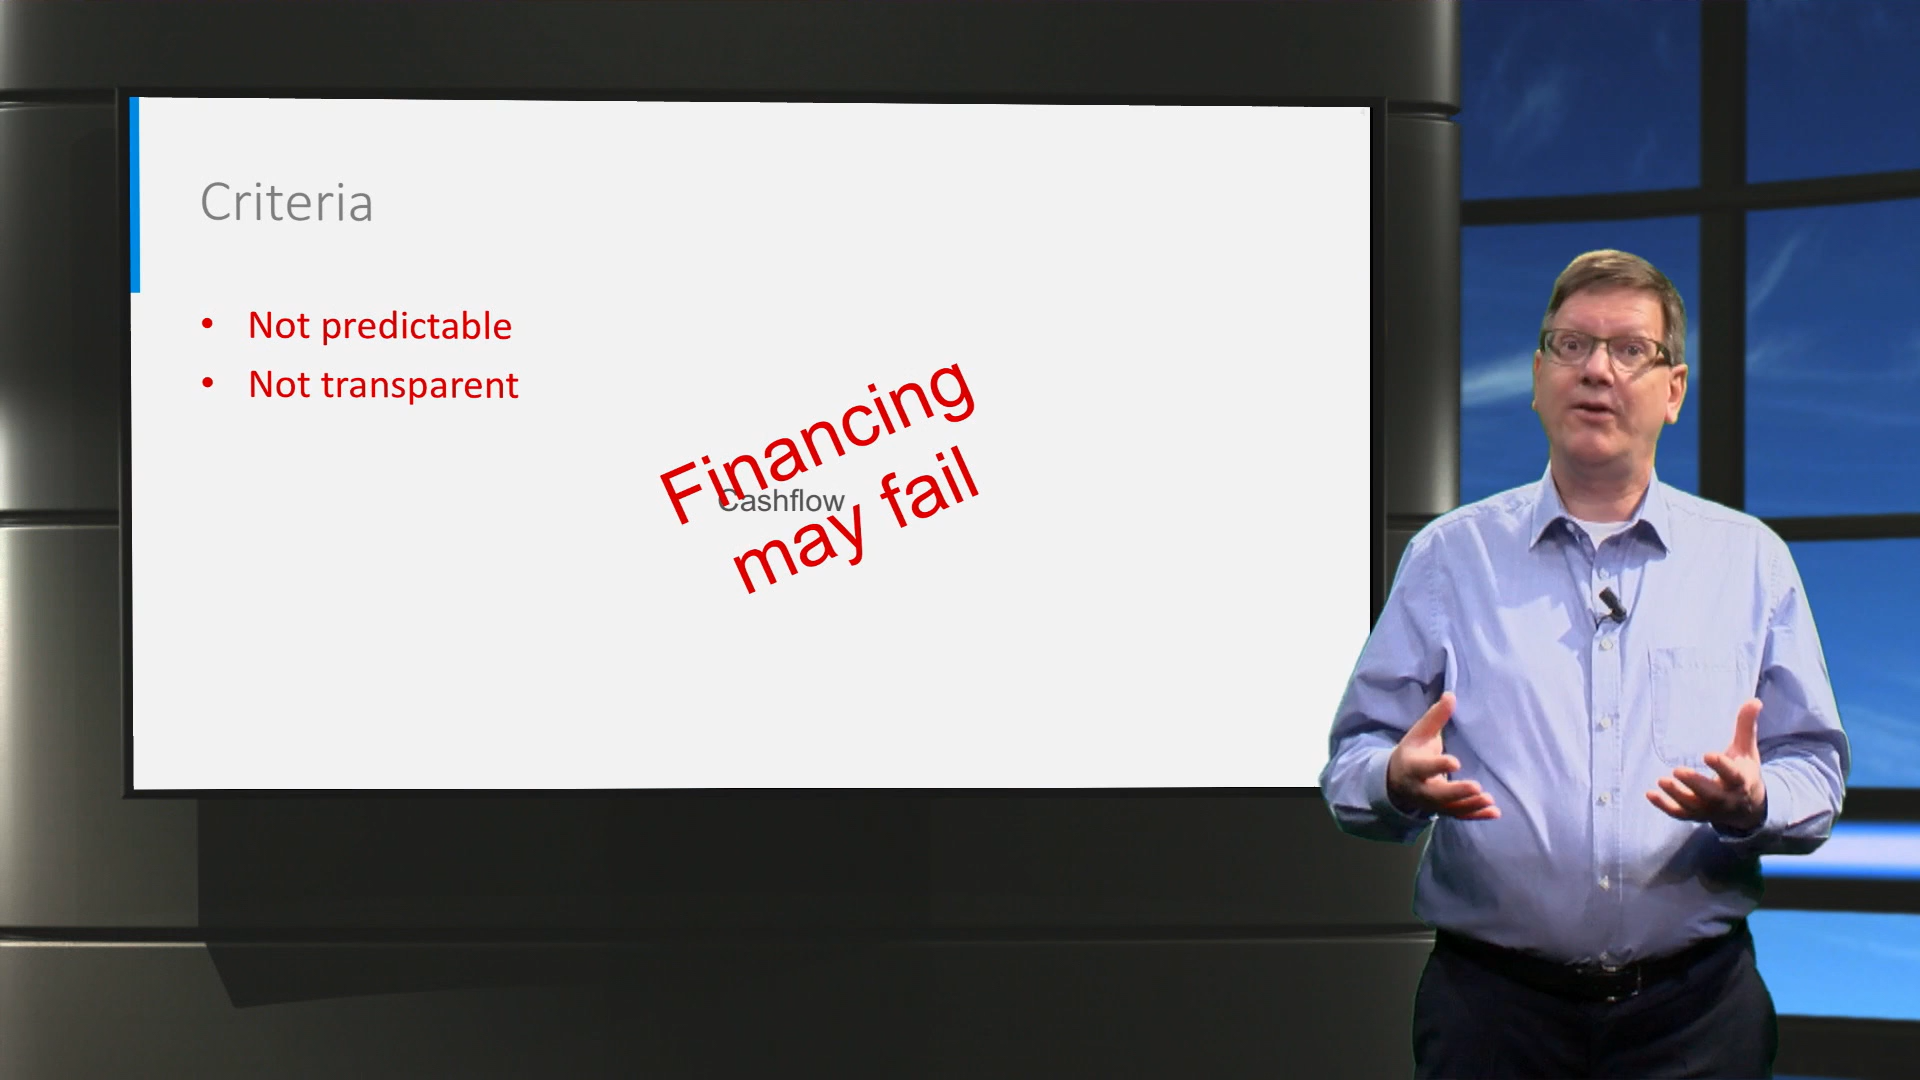 Criteria
• Not predictable
• Not transparent
Financing
may fail
Cashflow